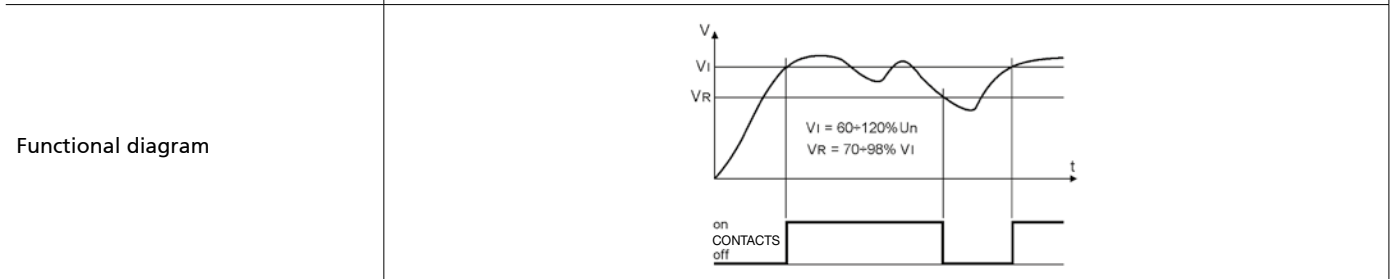 Functional diagram
V
VI
VR
VI = 60÷120% Un
VR = 70÷98% VI
t
on
CONTACTS
off